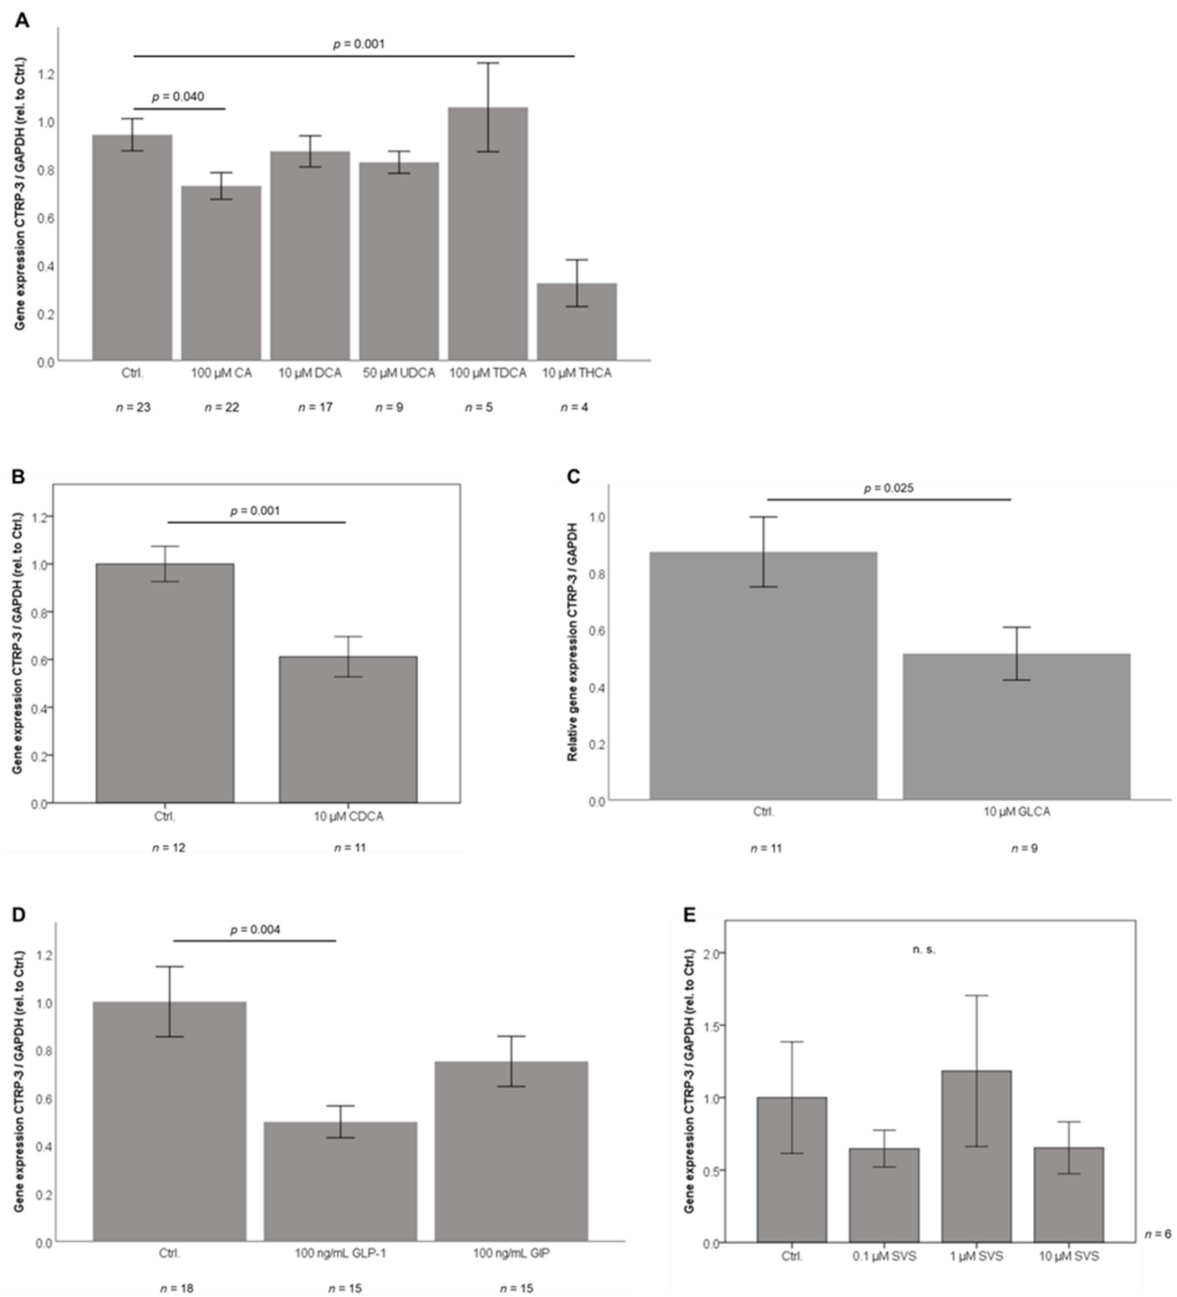 A
Gene expression CTRP-3 / GAPDH (rel. to Ctrl.)
p = 0.001
p = 0.040
1.2
1.0
0.8
0.6
0.4
0.2
0.0
Ctrl. 100 µM CA 10 µM DCA 50 µM UDCA 100 µM TDCA 10 µM THCA
n = 23 n = 22 n = 17 n = 9 n = 5 n = 4
B
Gene expression CTRP-3 / GAPDH (rel. to Ctrl.)
p = 0.001
1.2
1.0
0.8
0.6
0.4
0.2
0.0
Ctrl. 10 µM CDCA
n = 12 n = 11
C
Relative gene expression CTRP-3 / GAPDH
p = 0.025
1.0
0.8
0.6
0.4
0.2
0.0
Ctrl. 10 µM GLCA
n = 11 n = 9
D
Gene expression CTRP-3 / GAPDH (rel. to Ctrl.)
p = 0.004
1.2
1.0
0.8
0.6
0.4
0.2
0.0
Ctrl. 100 ng/mL GLP-1 100 ng/mL GIP
n = 18 n = 15 n = 15
E
Gene expression CTRP-3 / GAPDH (rel. to Ctrl.)
n. s.
2.0
1.5
1.0
0.5
0.0
Ctrl. 0.1 µM SVS 1 µM SVS 10 µM SVS
n = 6